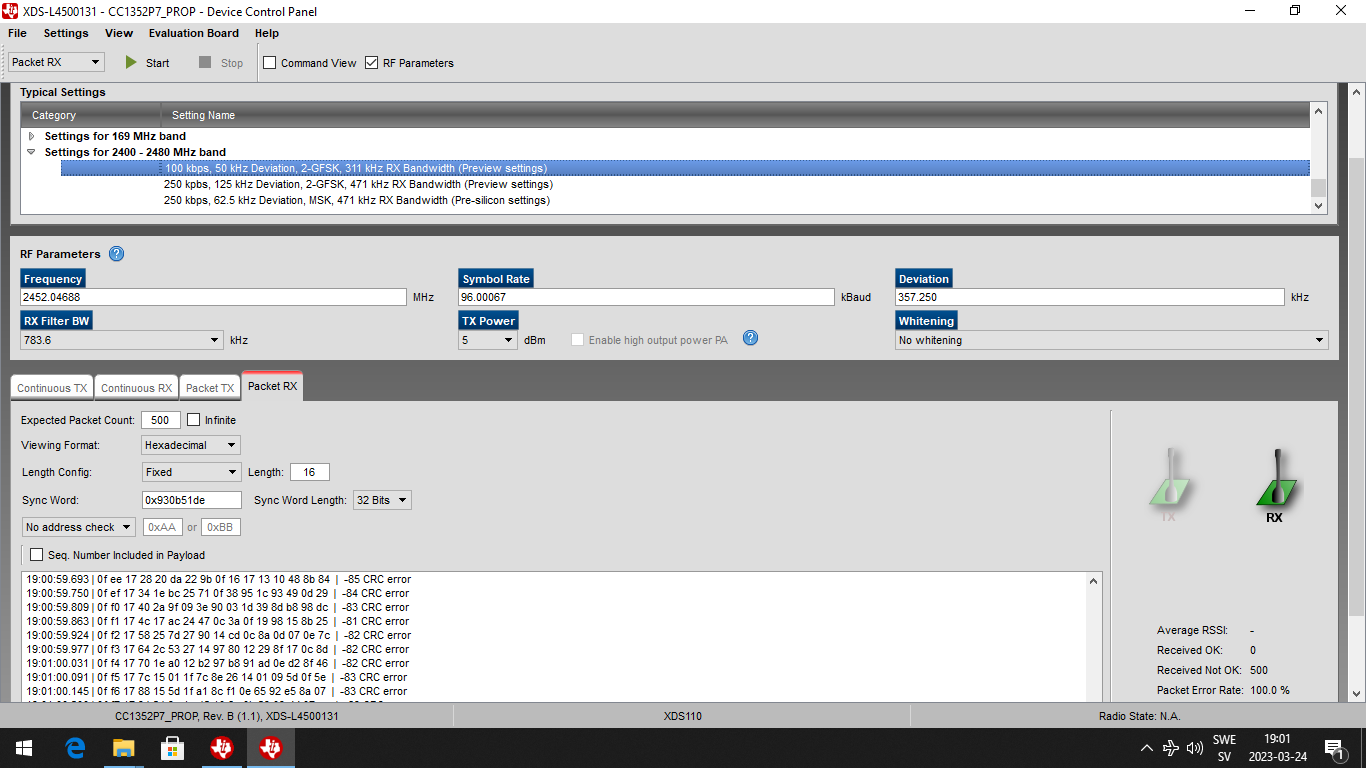 XDS-L4500131 - CC1352P7_PROP - Device Control Panel
File Settings View Evaluation Board Help
Packet RX Start Stop Command View RF Parameters
Typical Settings
Category Setting Name
Settings for 169 MHz band
Settings for 2400 - 2480 MHz band
100 kbps, 50 kHz Deviation, 2-GFSK, 311 kHz RX Bandwidth (Preview settings)
250 kpbs, 125 kHz Deviation, 2-GFSK, 471 kHz RX Bandwidth (Preview settings)
250 kbps, 62.5 kHz Deviation, MSK, 471 kHz RX Bandwidth (Pre-silicon settings)
RF Parameters ?
Frequency Symbol Rate Deviation
2452.04688 MHz 96.00067 kBaud 357.250 kHz
RX Filter BW TX Power Whitening
783.6 kHz 5 dBm Enable high output power PA ? No whitening
Continuous TX Continuous RX Packet TX Packet RX
Expected Packet Count: 500 Infinite
Viewing Format: Hexadecimal
Length Config: Fixed Length: 16
Sync Word: 0x930b51de Sync Word Length: 32 Bits
No address check 0xAA or 0xBB
TX RX
Seq. Number Included in Payload
19:00:59.693 | 0f ee 17 28 20 da 22 9b 0f 16 17 13 10 48 8b 84 | -85 CRC error
19:00:59.750 | 0f ef 17 34 1e bc 25 71 0f 38 95 1c 93 49 0d 29 | -84 CRC error
19:00:59.809 | 0f f0 17 40 2a 9f 09 3e 90 03 1d 39 8d b8 98 dc | -83 CRC error
19:00:59.863 | 0f f1 17 4c 17 ac 24 47 0c 3a 0f 19 98 15 8b 25 | -81 CRC error
19:00:59.924 | 0f f2 17 58 25 7d 27 90 14 cd 0c 8a 0d 07 0e 7c | -82 CRC error
19:00:59.977 | 0f f3 17 64 2c 53 27 14 97 80 12 29 8f 17 0c 8d | -82 CRC error
19:01:00.031 | 0f f4 17 70 1e a0 12 b2 97 b8 91 ad 0e d2 8f 46 | -82 CRC error
19:01:00.091 | 0f f5 17 7c 15 01 1f 7c 8e 26 14 01 09 5d 0f 5e | -83 CRC error
19:01:00.145 | 0f f6 17 88 15 5d 1f a1 8c f1 0e 65 92 e5 8a 07 | -83 CRC error
Average RSSI: -
Received OK: 0
Received Not OK: 500
Packet Error Rate: 100.0 %
CC1352P7_PROP, Rev. B (1.1), XDS-L4500131 XDS110 Radio State: N.A.
SWE 19:01
SV 2023-03-24 1